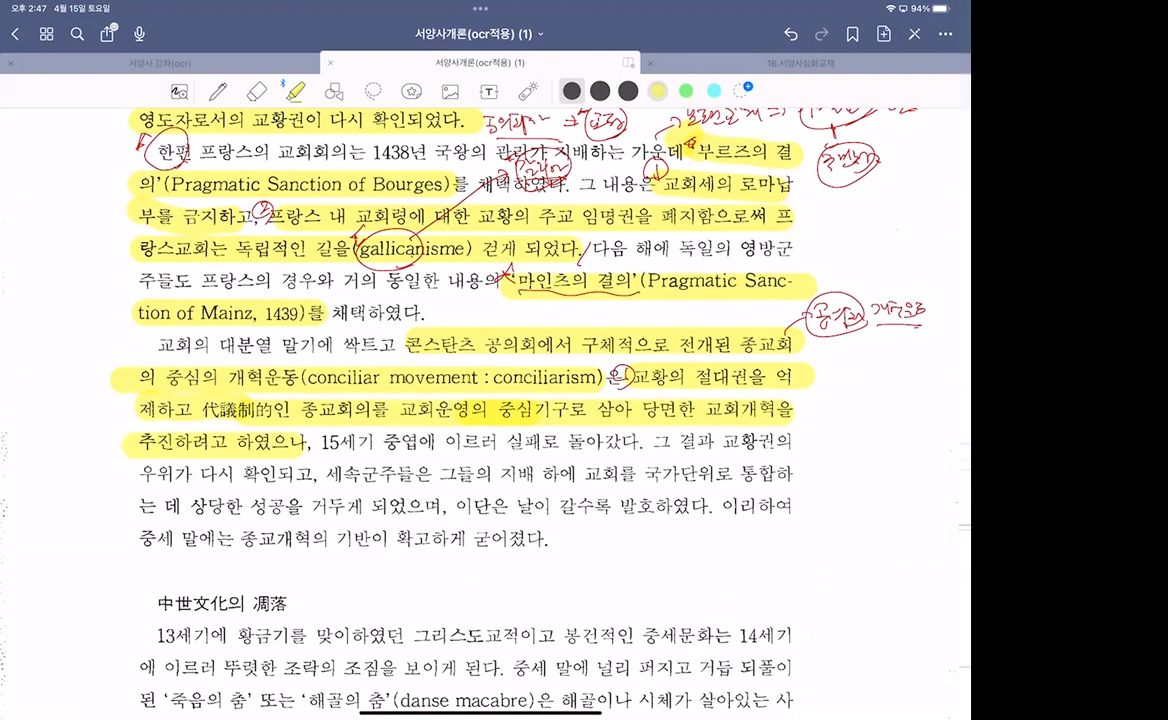 오후 2:47 4월 15일 토요일
94%
서양사개론(ocr적용) (1)
서양사 강좌(ocr)
서양사개론(ocr적용) (1)
16.서양사심화교재
영도자로서의 교황권이 다시 확인되었다.
한편 프랑스의 교회회의는 1438년 국왕의 관리가 지배하는 가운데 '부르즈의 결
의'(Pragmatic Sanction of Bourges)를 채택하였다. 그 내용은 교회세의 로마납
부를 금지하고, 프랑스 내 교회령에 대한 교황의 주교 임명권을 폐지함으로써 프
랑스교회는 독립적인 길을(gallicanisme) 걷게 되었다. 다음 해에 독일의 영방군
주들도 프랑스의 경우와 거의 동일한 내용의 '마인츠의 결의'(Pragmatic Sanc-
tion of Mainz, 1439)를 채택하였다.
교회의 대분열 말기에 싹트고 콘스탄츠 공의회에서 구체적으로 전개된 종교회
의 중심의 개혁운동(conciliar movement : conciliarism)은 교황의 절대권을 억
제하고 代議制的인 종교회의를 교회운영의 중심기구로 삼아 당면한 교회개혁을
추진하려고 하였으나, 15세기 중엽에 이르러 실패로 돌아갔다. 그 결과 교황권의
우위가 다시 확인되고, 세속군주들은 그들의 지배 하에 교회를 국가단위로 통합하
는 데 상당한 성공을 거두게 되었으며, 이단은 날이 갈수록 발호하였다. 이리하여
중세 말에는 종교개혁의 기반이 확고하게 굳어졌다.
中世文化의 凋落
13세기에 황금기를 맞이하였던 그리스도교적이고 봉건적인 중세문화는 14세기
에 이르러 뚜렷한 조락의 조짐을 보이게 된다. 중세 말에 널리 퍼지고 거듭 되풀이
된 '죽음의 춤' 또는 '해골의 춤'(danse macabre)은 해골이나 시체가 살아있는 사